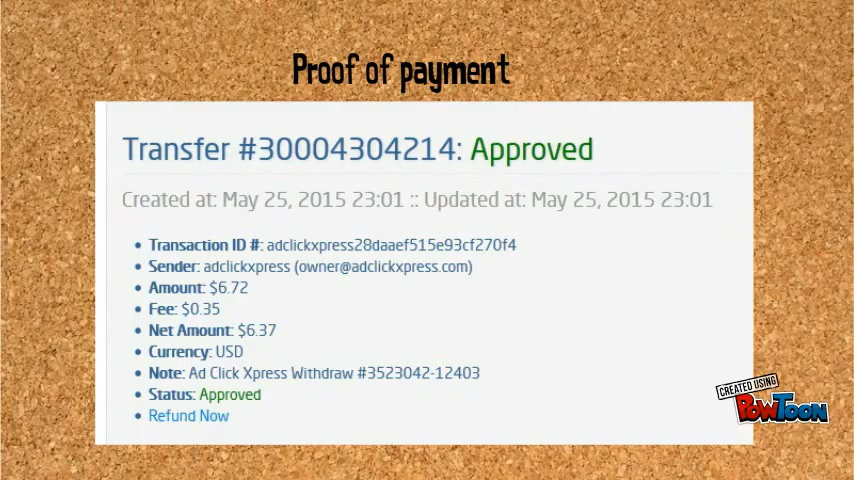 Proof of payment
Transfer #30004304214: Approved
Created at: May 25, 2015 23:01 :: Updated at: May 25, 2015 23:01
• Transaction ID #: adclickxpress28daaef515e93cf270f4
• Sender: adclickxpress (owner@adclickxpress.com)
• Amount: $6.72
• Fee: $0.35
• Net Amount: $6.37
• Currency: USD
• Note: Ad Click Xpress Withdraw #3523042-12403
• Status: Approved
• Refund Now
CREATED USING
POWTOON